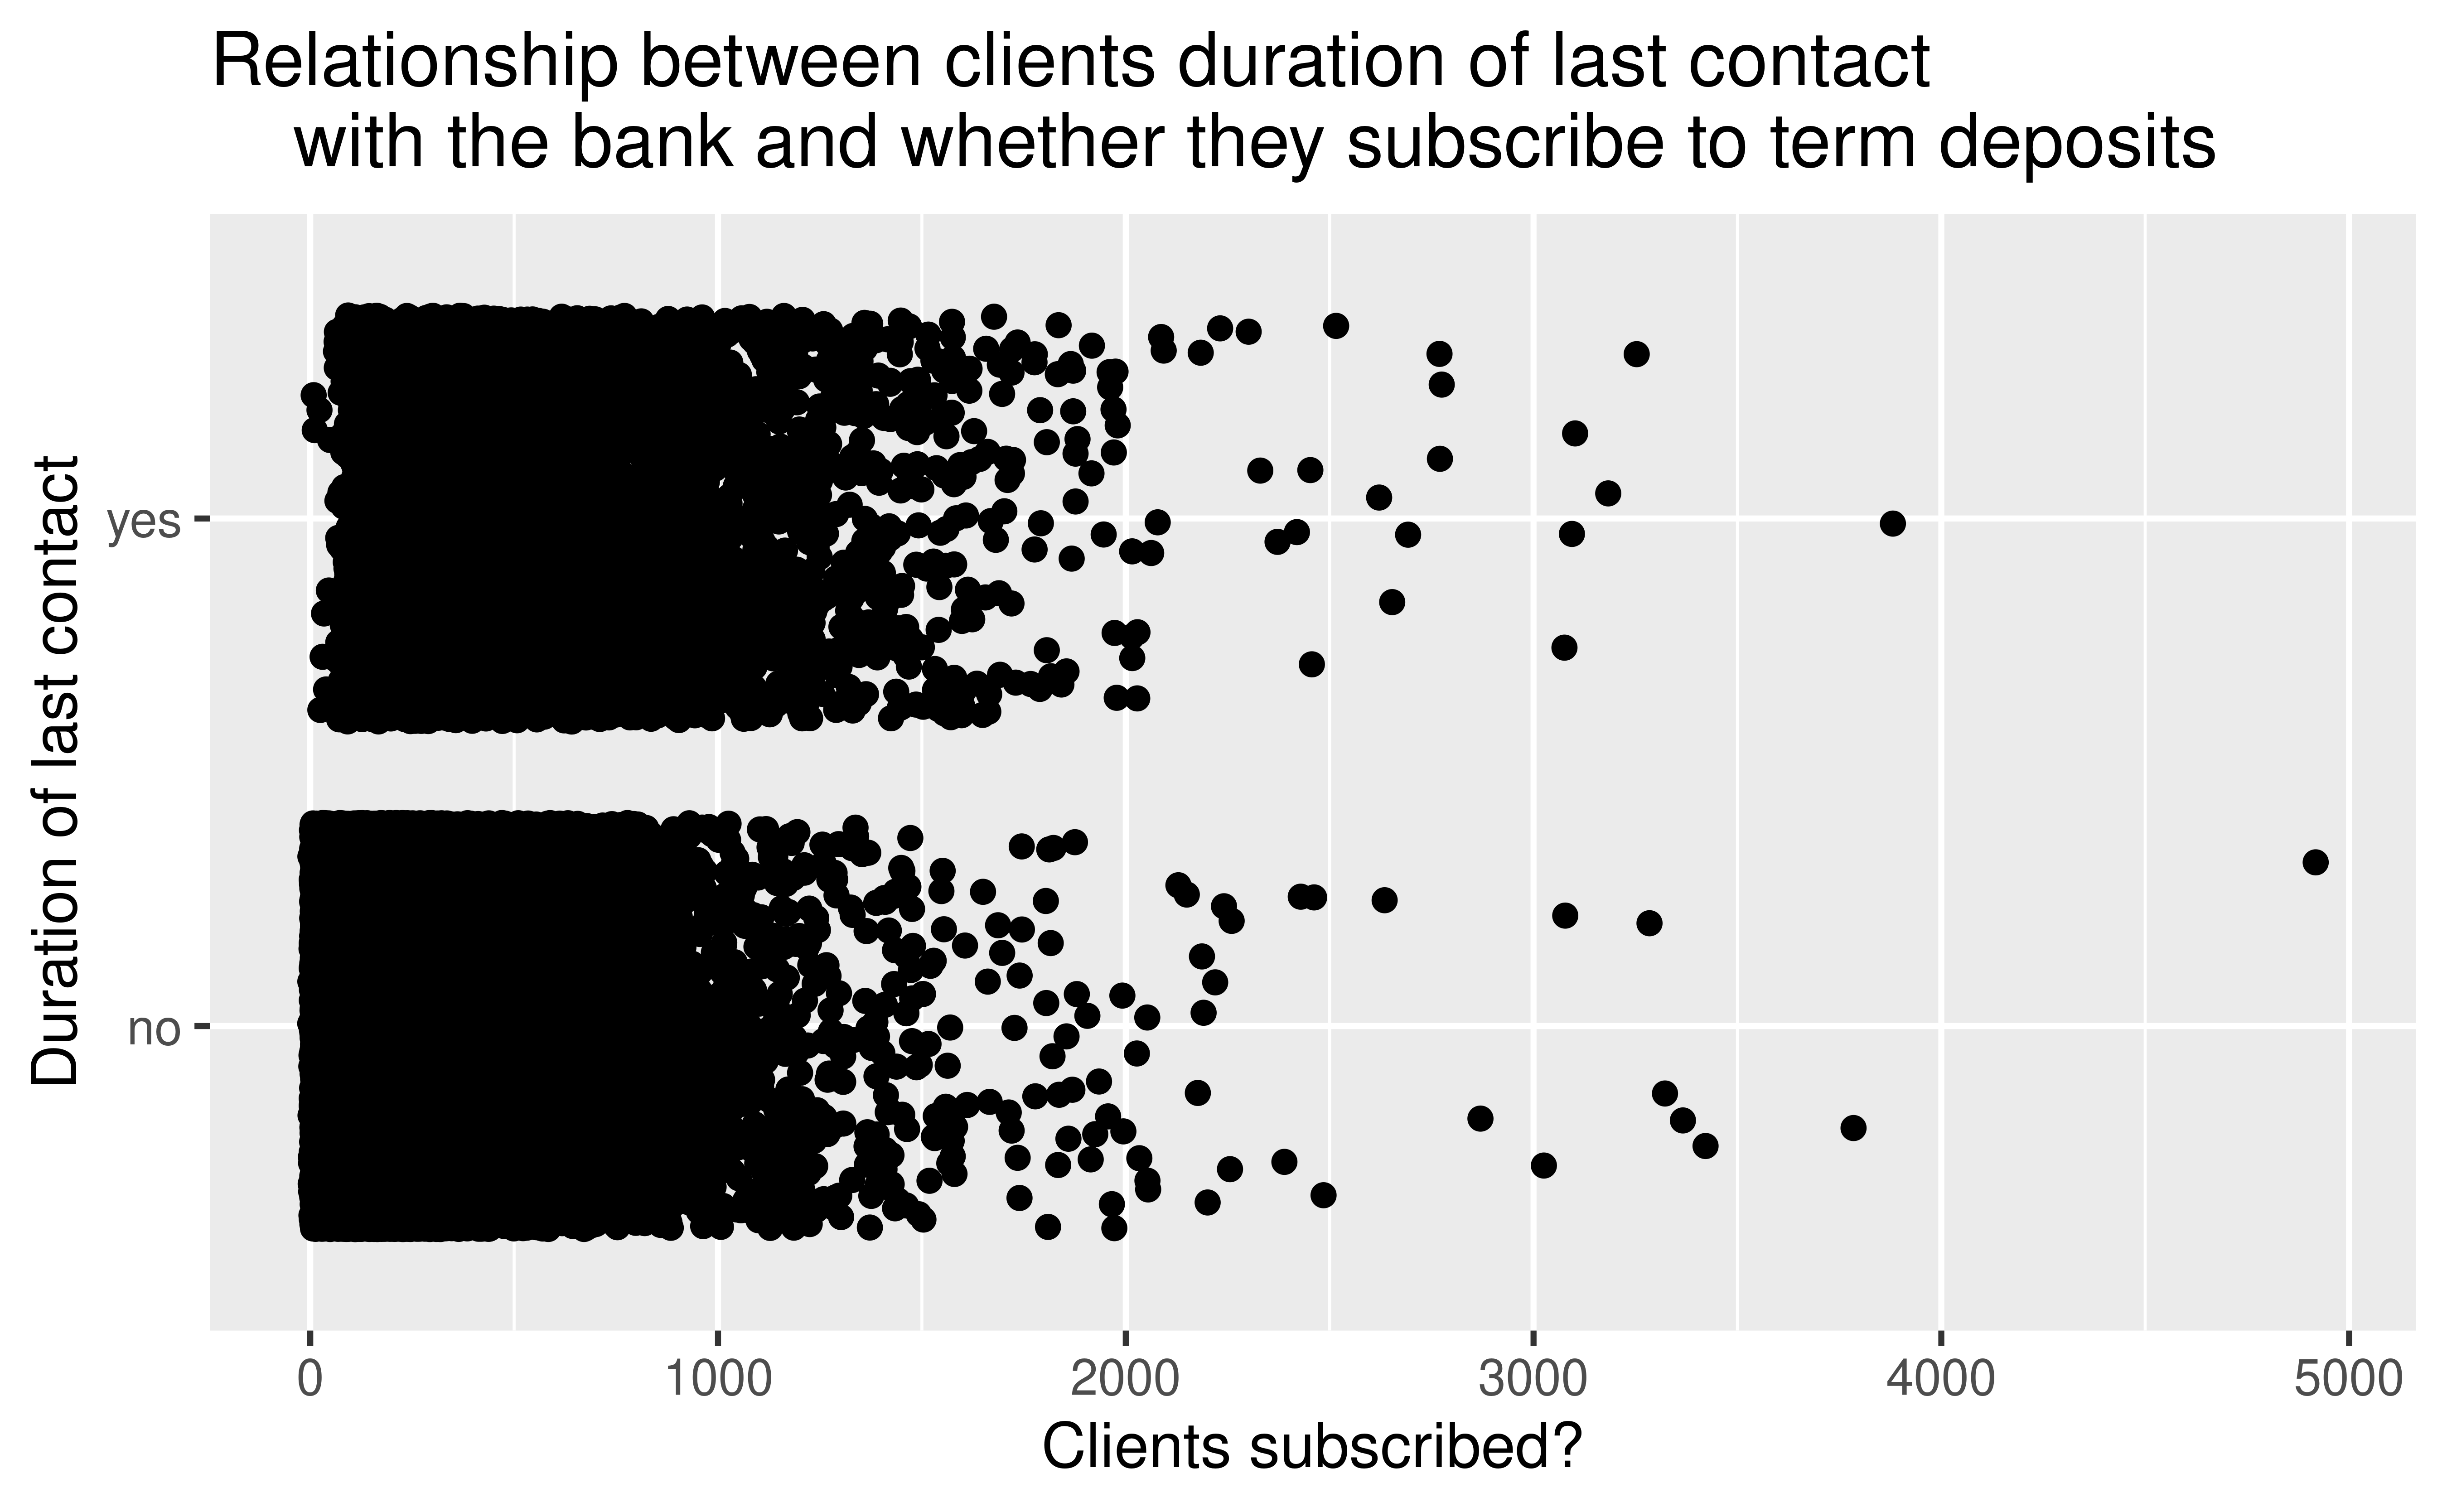 Relationship between clients duration of last contact
with the bank and whether they subscribe to term deposits
Duration of last contact
yes
no
0 1000 2000 3000 4000 5000
Clients subscribed?